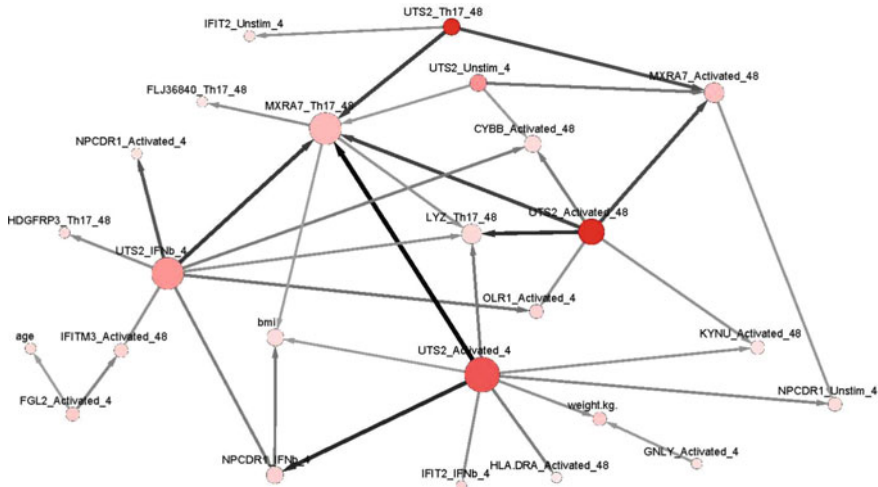 UTS2_Th17_48
IFIT2_Unstim_4
UTS2_Unstim_4
MXRA7_Activated_48
FLJ36840_Th17_48
MXRA7_Th17_48
CYBB_Activated_48
NPCDR1_Activated_4
HDGFRP3_Th17_48
LYZ_Th17_48
UTS2_Activated_48
UTS2_IFNb_4
OLR1_Activated_4
bmi
age
IFITM3_Activated_48
KYNU_Activated_48
UTS2_Activated_4
FGL2_Activated_4
NPCDR1_Unstim_4
weight.kg.
NPCDR1_IFNb_4
IFIT2_IFNb_4
HLA.DRA_Activated_48
GNLY_Activated_4